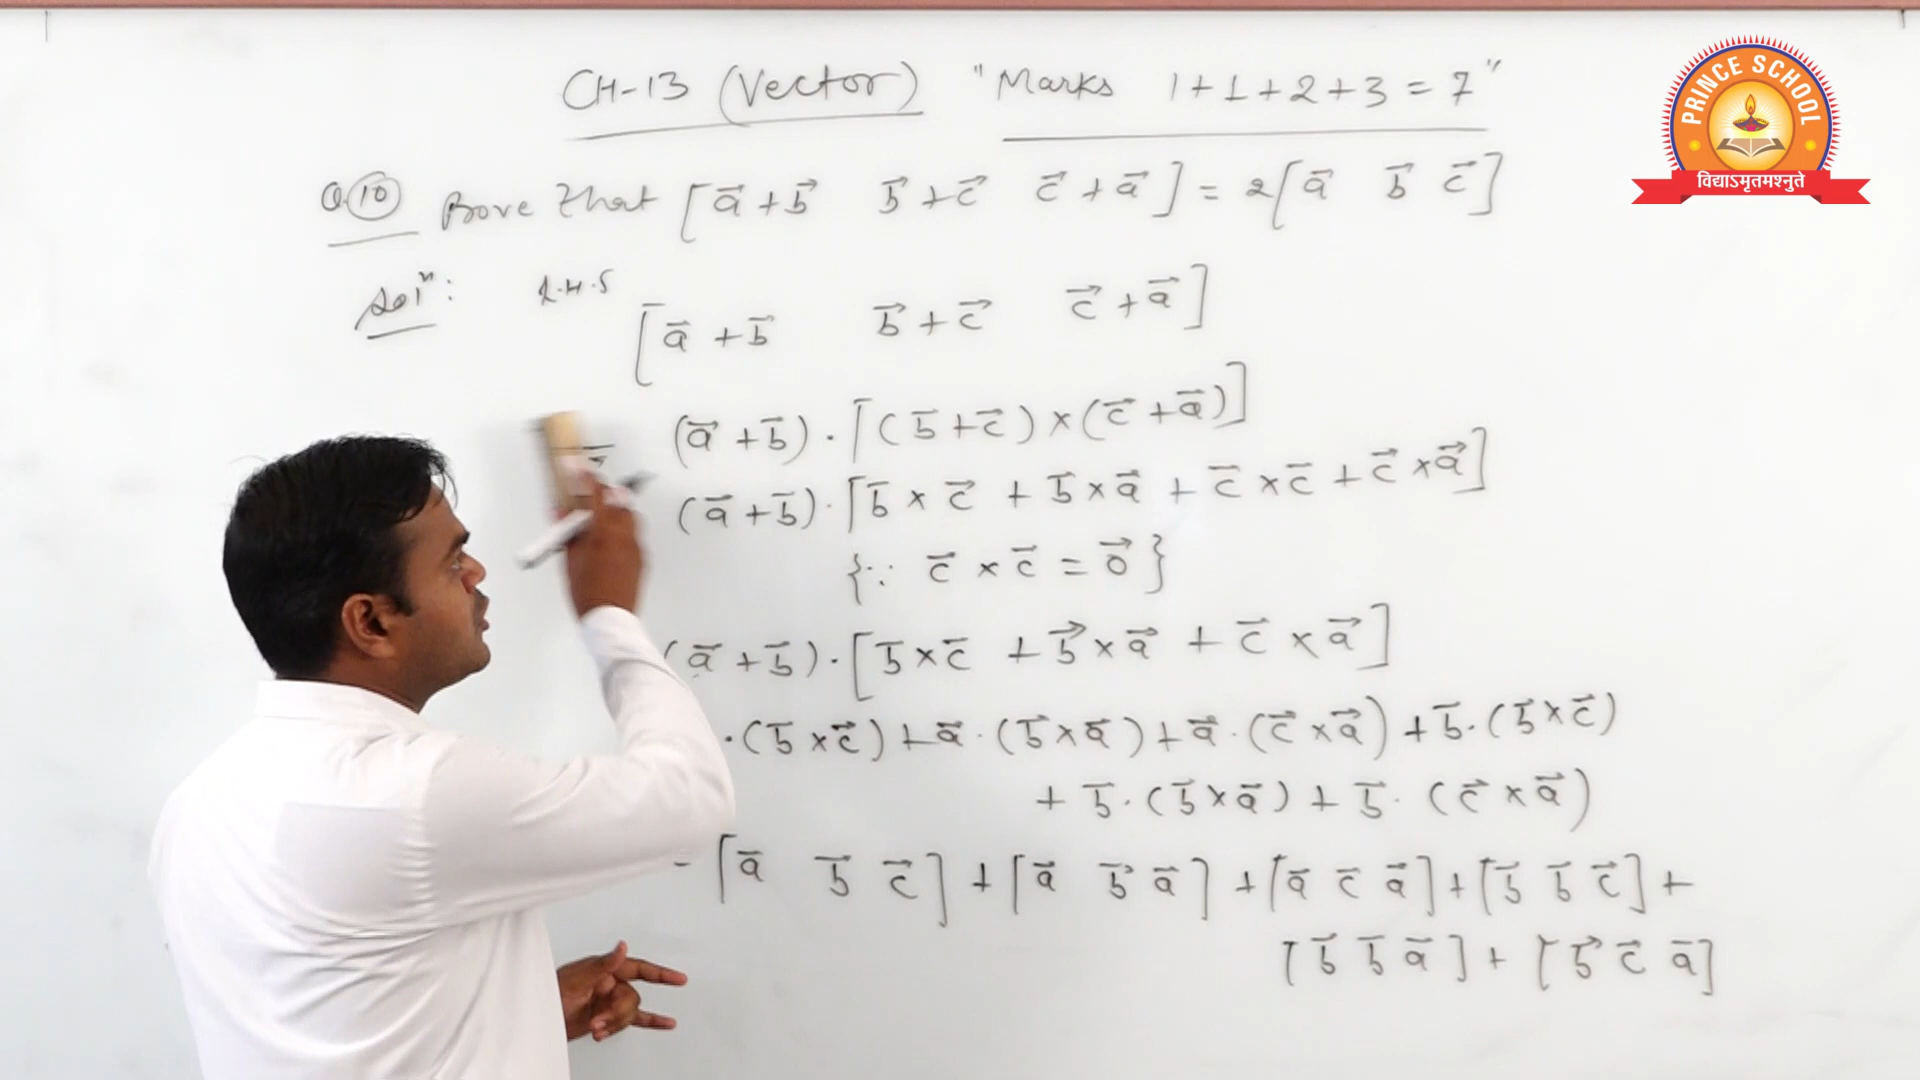 CH-13 (Vector) "Marks 1+1+2+3=7"
PRINCE SCHOOL
विद्याऽमृतमश्नुते
Q.10 Prove that [a⃗+b⃗ b⃗+c⃗ c⃗+a⃗] = 2[a⃗ b⃗ c⃗]
Solⁿ: L.H.S
[a⃗+b⃗ b⃗+c⃗ c⃗+a⃗]
(a⃗+b⃗)·[(b⃗+c⃗)×(c⃗+a⃗)]
(a⃗+b⃗)·[b⃗×c⃗+b⃗×a⃗+c⃗×c⃗+c⃗×a⃗]
{∵ c⃗×c⃗=0⃗}
(a⃗+b⃗)·[b⃗×c⃗+b⃗×a⃗+c⃗×a⃗]
·(b⃗×c⃗)+a⃗·(b⃗×a⃗)+a⃗·(c⃗×a⃗)+b⃗·(b⃗×c⃗)
+b⃗·(b⃗×a⃗)+b⃗·(c⃗×a⃗)
=[a⃗ b⃗ c⃗]+[a⃗ b⃗ a⃗]+[a⃗ c⃗ a⃗]+[b⃗ b⃗ c⃗]+
[b⃗ b⃗ a⃗]+[b⃗ c⃗ a⃗]